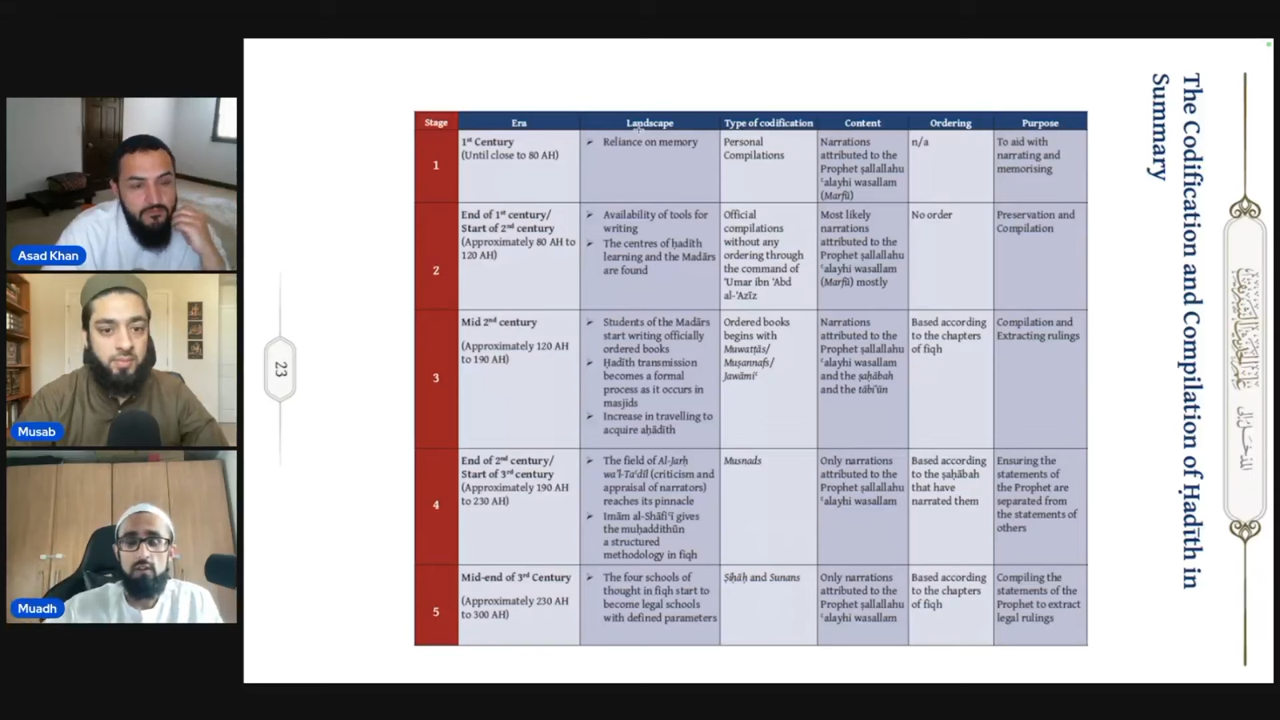 Asad Khan
Musab
Muadh
The Codification and Compilation of Ḥadīth in
Summary
23
Stage
Era
Landscape
Type of codification
Content
Ordering
Purpose
1
1st Century
(Until close to 80 AH)
➢ Reliance on memory
Personal
Compilations
Narrations
attributed to the
Prophet ṣallallahu
ʿalayhi wasallam
(Marfū)
n/a
To aid with
narrating and
memorising
2
End of 1st century/
Start of 2nd century
(Approximately 80 AH to
120 AH)
➢ Availability of tools for
writing
➢ The centres of ḥadīth
learning and the Madārs
are found
Official
compilations
without any
ordering through
the command of
ʿUmar ibn ʿAbd
al-ʿAzīz
Most likely
narrations
attributed to the
Prophet ṣallallahu
ʿalayhi wasallam
(Marfū) mostly
No order
Preservation and
Compilation
3
Mid 2nd century
(Approximately 120 AH
to 190 AH)
➢ Students of the Madārs
start writing officially
ordered books
➢ Ḥadīth transmission
becomes a formal
process as it occurs in
masjids
➢ Increase in travelling to
acquire aḥādīth
Ordered books
begins with
Muwaṭṭās/
Muṣannafs/
Jawāmiʿ
Narrations
attributed to the
Prophet ṣallallahu
ʿalayhi wasallam
and the ṣaḥābah
and the tābiʿūn
Based according
to the chapters
of fiqh
Compilation and
Extracting rulings
4
End of 2nd century/
Start of 3rd century
(Approximately 190 AH
to 230 AH)
➢ The field of Al-Jarḥ
wa'l-Taʿdīl (criticism and
appraisal of narrators)
reaches its pinnacle
➢ Imām al-Shāfiʿī gives
the muḥaddithūn
a structured
methodology in fiqh
Musnads
Only narrations
attributed to the
Prophet ṣallallahu
ʿalayhi wasallam
Based according
to the ṣaḥābah
that have
narrated them
Ensuring the
statements of
the Prophet are
separated from
the statements of
others
5
Mid-end of 3rd Century
(Approximately 230 AH
to 300 AH)
➢ The four schools of
thought in fiqh start to
become legal schools
with defined parameters
Ṣiḥāḥ and Sunans
Only narrations
attributed to the
Prophet ṣallallahu
ʿalayhi wasallam
Based according
to the chapters
of fiqh
Compiling the
statements of the
Prophet to extract
legal rulings